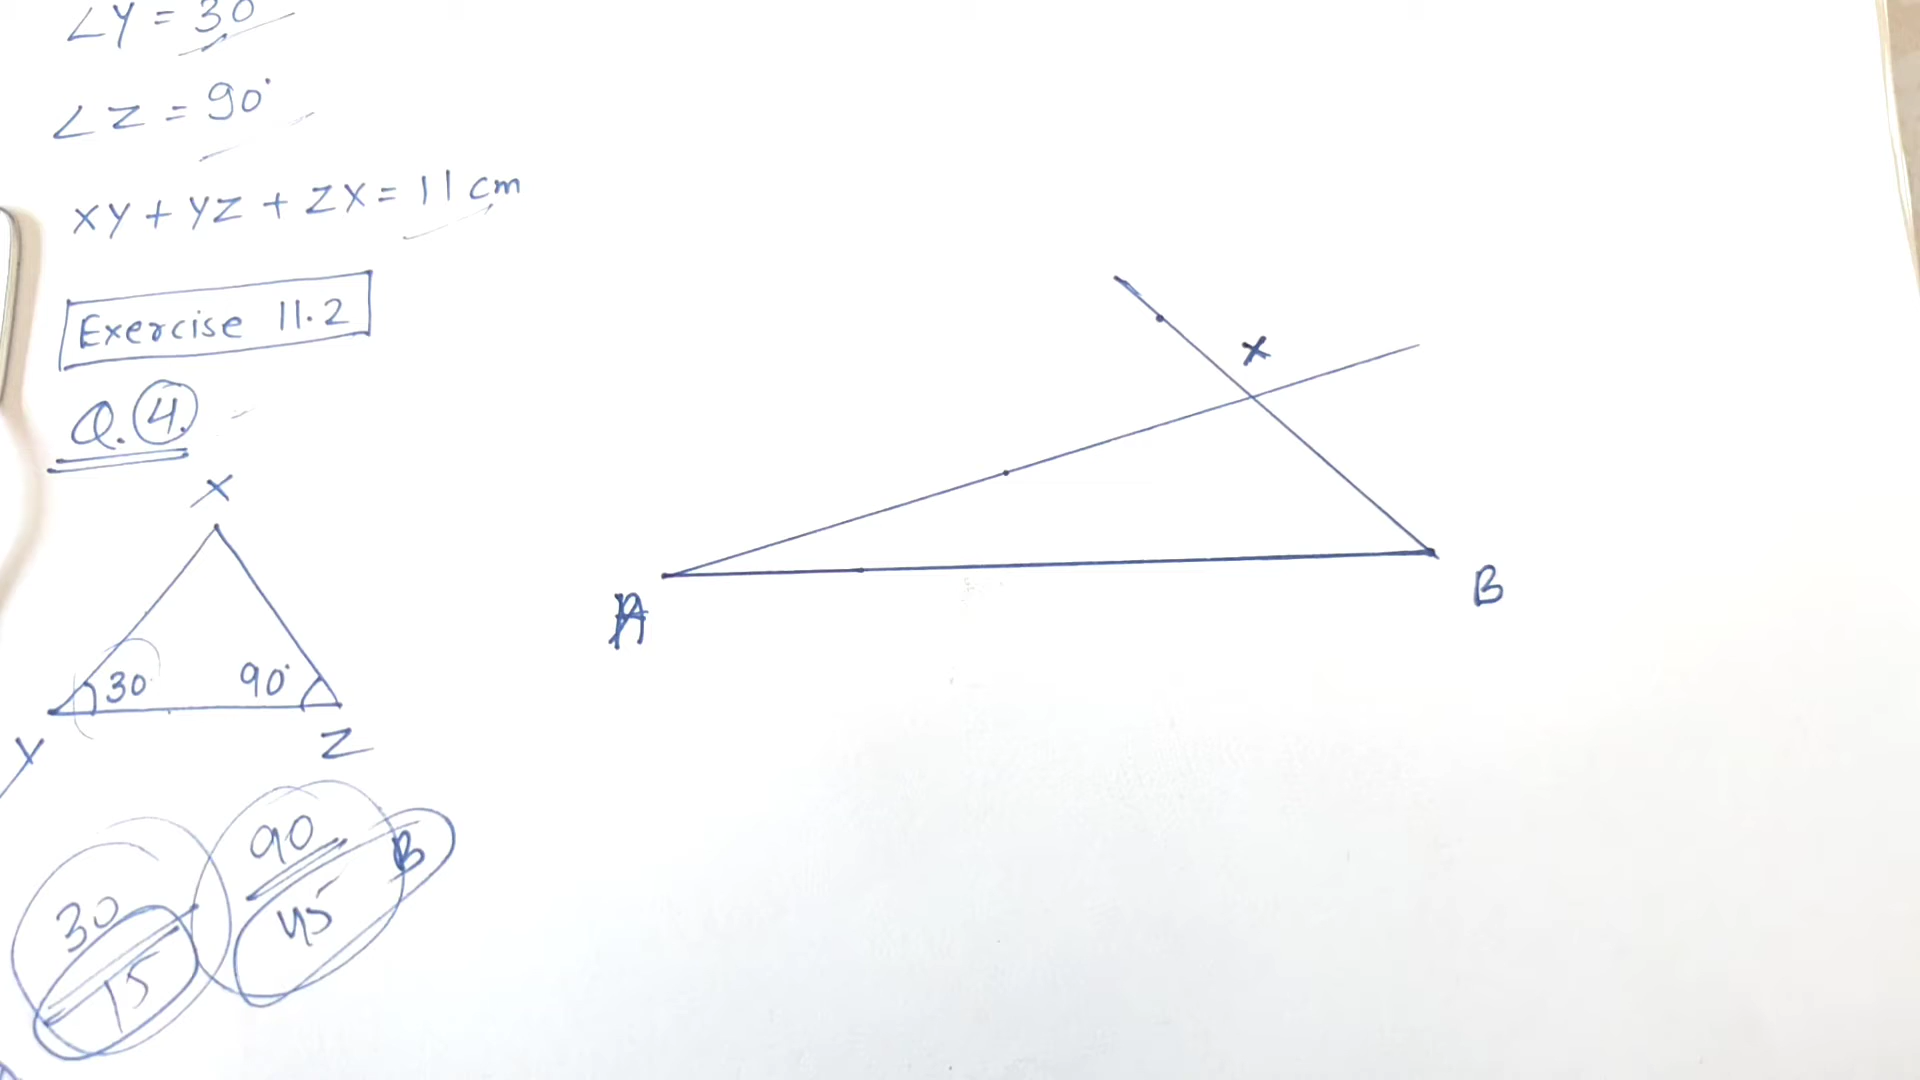 ∠Y = 30
∠Z = 90°
XY + YZ + ZX = 11 cm
Exercise 11.2
Q. 4.
X
30
90°
Y
Z
90
45
B
30
15
X
A
B